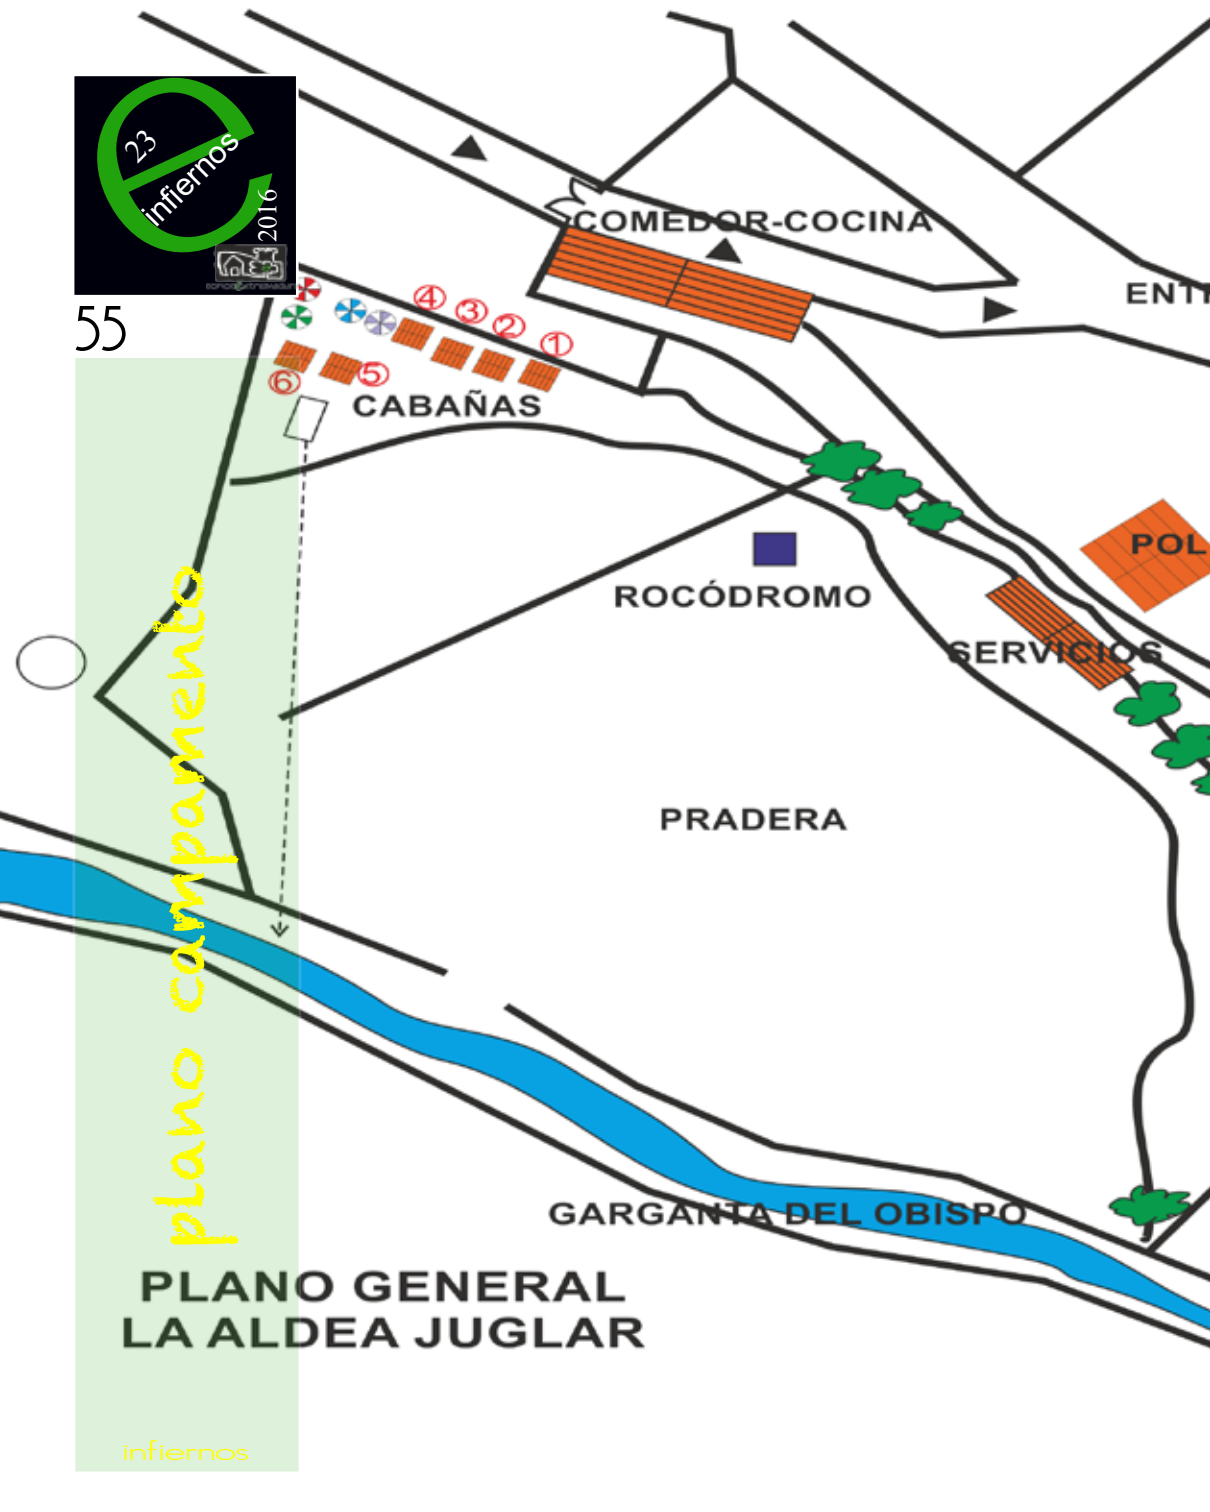 23
infiernos
2016
55
COMEDOR-COCINA
ENT
④ ③ ② ①
⑥ ⑤
CABAÑAS
POL
ROCÓDROMO
SERVICIOS
PRADERA
plano campamento
GARGANTA DEL OBISPO
PLANO GENERAL
LA ALDEA JUGLAR
infiernos